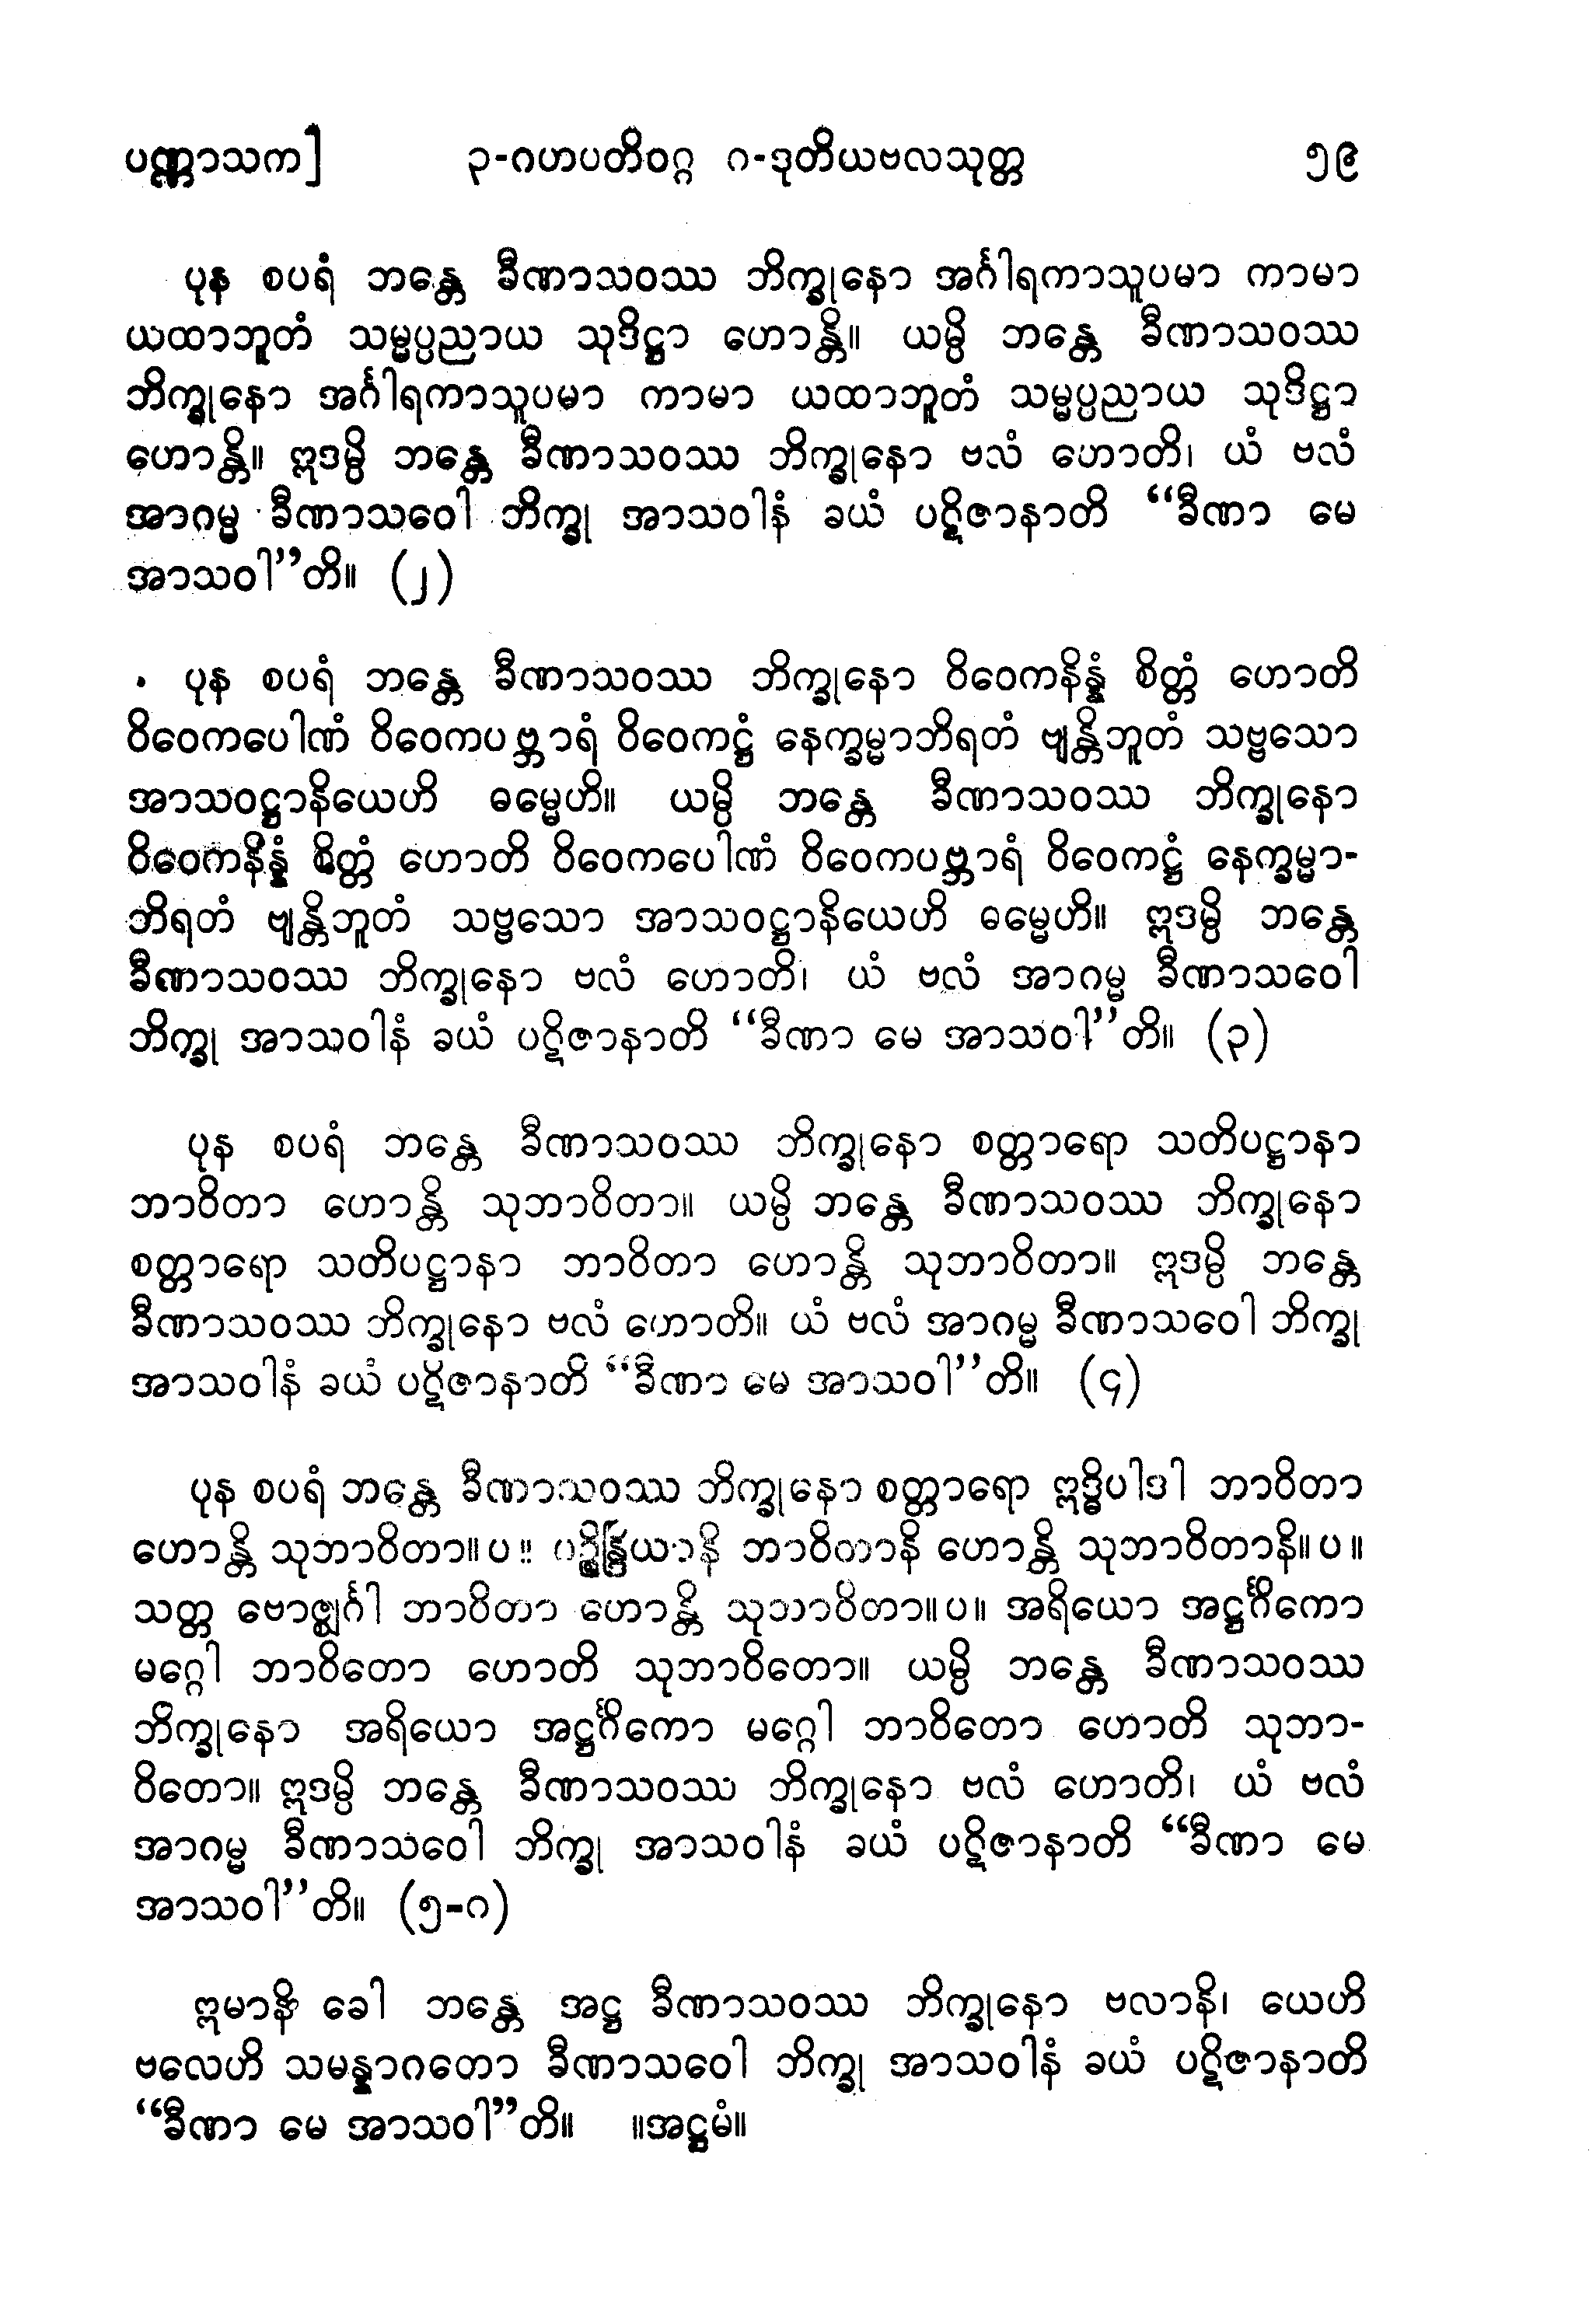 ပဏ္ဏာသက] ၃-ဂဟပတိဝဂ္ဂ ဂ-ဒုတိယဗလသုတ္တ ၅၉
ပုန စပရံ ဘန္တေ ခီဏာသဝဿ ဘိက္ခုနော အင်္ဂါရကာသူပမာ ကာမာ
ယထာဘူတံ သမ္မပ္ပညာယ သုဒိဋ္ဌာ ဟောန္တိ။ ယမ္ပိ ဘန္တေ ခီဏာသဝဿ
ဘိက္ခုနော အင်္ဂါရကာသူပမာ ကာမာ ယထာဘူတံ သမ္မပ္ပညာယ သုဒိဋ္ဌာ
ဟောန္တိ။ ဣဒမ္ပိ ဘန္တေ ခီဏာသဝဿ ဘိက္ခုနော ဗလံ ဟောတိ၊ ယံ ဗလံ
အာဂမ္မ ခီဏာသဝေါ ဘိက္ခု အာသဝါနံ ခယံ ပဋိဇာနာတိ “ခီဏာ မေ
အာသဝါ”တိ။ (၂)
ပုန စပရံ ဘန္တေ ခီဏာသဝဿ ဘိက္ခုနော ဝိဝေကနိန္နံ စိတ္တံ ဟောတိ
ဝိဝေကပေါဏံ ဝိဝေကပဗ္ဘာရံ ဝိဝေကဋ္ဌံ နေက္ခမ္မာဘိရတံ ဗျန္တိဘူတံ သဗ္ဗသော
အာသဝဋ္ဌာနိယေဟိ ဓမ္မေဟိ။ ယမ္ပိ ဘန္တေ ခီဏာသဝဿ ဘိက္ခုနော
ဝိဝေကနိန္နံ စိတ္တံ ဟောတိ ဝိဝေကပေါဏံ ဝိဝေကပဗ္ဘာရံ ဝိဝေကဋ္ဌံ နေက္ခမ္မာ-
ဘိရတံ ဗျန္တိဘူတံ သဗ္ဗသော အာသဝဋ္ဌာနိယေဟိ ဓမ္မေဟိ။ ဣဒမ္ပိ ဘန္တေ
ခီဏာသဝဿ ဘိက္ခုနော ဗလံ ဟောတိ၊ ယံ ဗလံ အာဂမ္မ ခီဏာသဝေါ
ဘိက္ခု အာသဝါနံ ခယံ ပဋိဇာနာတိ “ခီဏာ မေ အာသဝါ”တိ။ (၃)
ပုန စပရံ ဘန္တေ ခီဏာသဝဿ ဘိက္ခုနော စတ္တာရော သတိပဋ္ဌာနာ
ဘာဝိတာ ဟောန္တိ သုဘာဝိတာ။ ယမ္ပိ ဘန္တေ ခီဏာသဝဿ ဘိက္ခုနော
စတ္တာရော သတိပဋ္ဌာနာ ဘာဝိတာ ဟောန္တိ သုဘာဝိတာ။ ဣဒမ္ပိ ဘန္တေ
ခီဏာသဝဿ ဘိက္ခုနော ဗလံ ဟောတိ။ ယံ ဗလံ အာဂမ္မ ခီဏာသဝေါ ဘိက္ခု
အာသဝါနံ ခယံ ပဋိဇာနာတိ “ခီဏာ မေ အာသဝါ”တိ။ (၄)
ပုန စပရံ ဘန္တေ ခီဏာသဝဿ ဘိက္ခုနော စတ္တာရော ဣဒ္ဓိပါဒါ ဘာဝိတာ
ဟောန္တိ သုဘာဝိတာ။ပ။ ပဉ္စိန္ဒြိယာနိ ဘာဝိတာနိ ဟောန္တိ သုဘာဝိတာနိ။ပ။
သတ္တ ဗောဇ္ဈင်္ဂါ ဘာဝိတာ ဟောန္တိ သုဘာဝိတာ။ပ။ အရိယော အဋ္ဌင်္ဂိကော
မဂ္ဂေါ ဘာဝိတော ဟောတိ သုဘာဝိတော။ ယမ္ပိ ဘန္တေ ခီဏာသဝဿ
ဘိက္ခုနော အရိယော အဋ္ဌင်္ဂိကော မဂ္ဂေါ ဘာဝိတော ဟောတိ သုဘာ-
ဝိတော။ ဣဒမ္ပိ ဘန္တေ ခီဏာသဝဿ ဘိက္ခုနော ဗလံ ဟောတိ၊ ယံ ဗလံ
အာဂမ္မ ခီဏာသဝေါ ဘိက္ခု အာသဝါနံ ခယံ ပဋိဇာနာတိ “ခီဏာ မေ
အာသဝါ”တိ။ (၅-ဂ)
ဣမာနိ ခေါ ဘန္တေ အဋ္ဌ ခီဏာသဝဿ ဘိက္ခုနော ဗလာနိ၊ ယေဟိ
ဗလေဟိ သမန္နာဂတော ခီဏာသဝေါ ဘိက္ခု အာသဝါနံ ခယံ ပဋိဇာနာတိ
“ခီဏာ မေ အာသဝါ”တိ။ ။အဋ္ဌမံ။